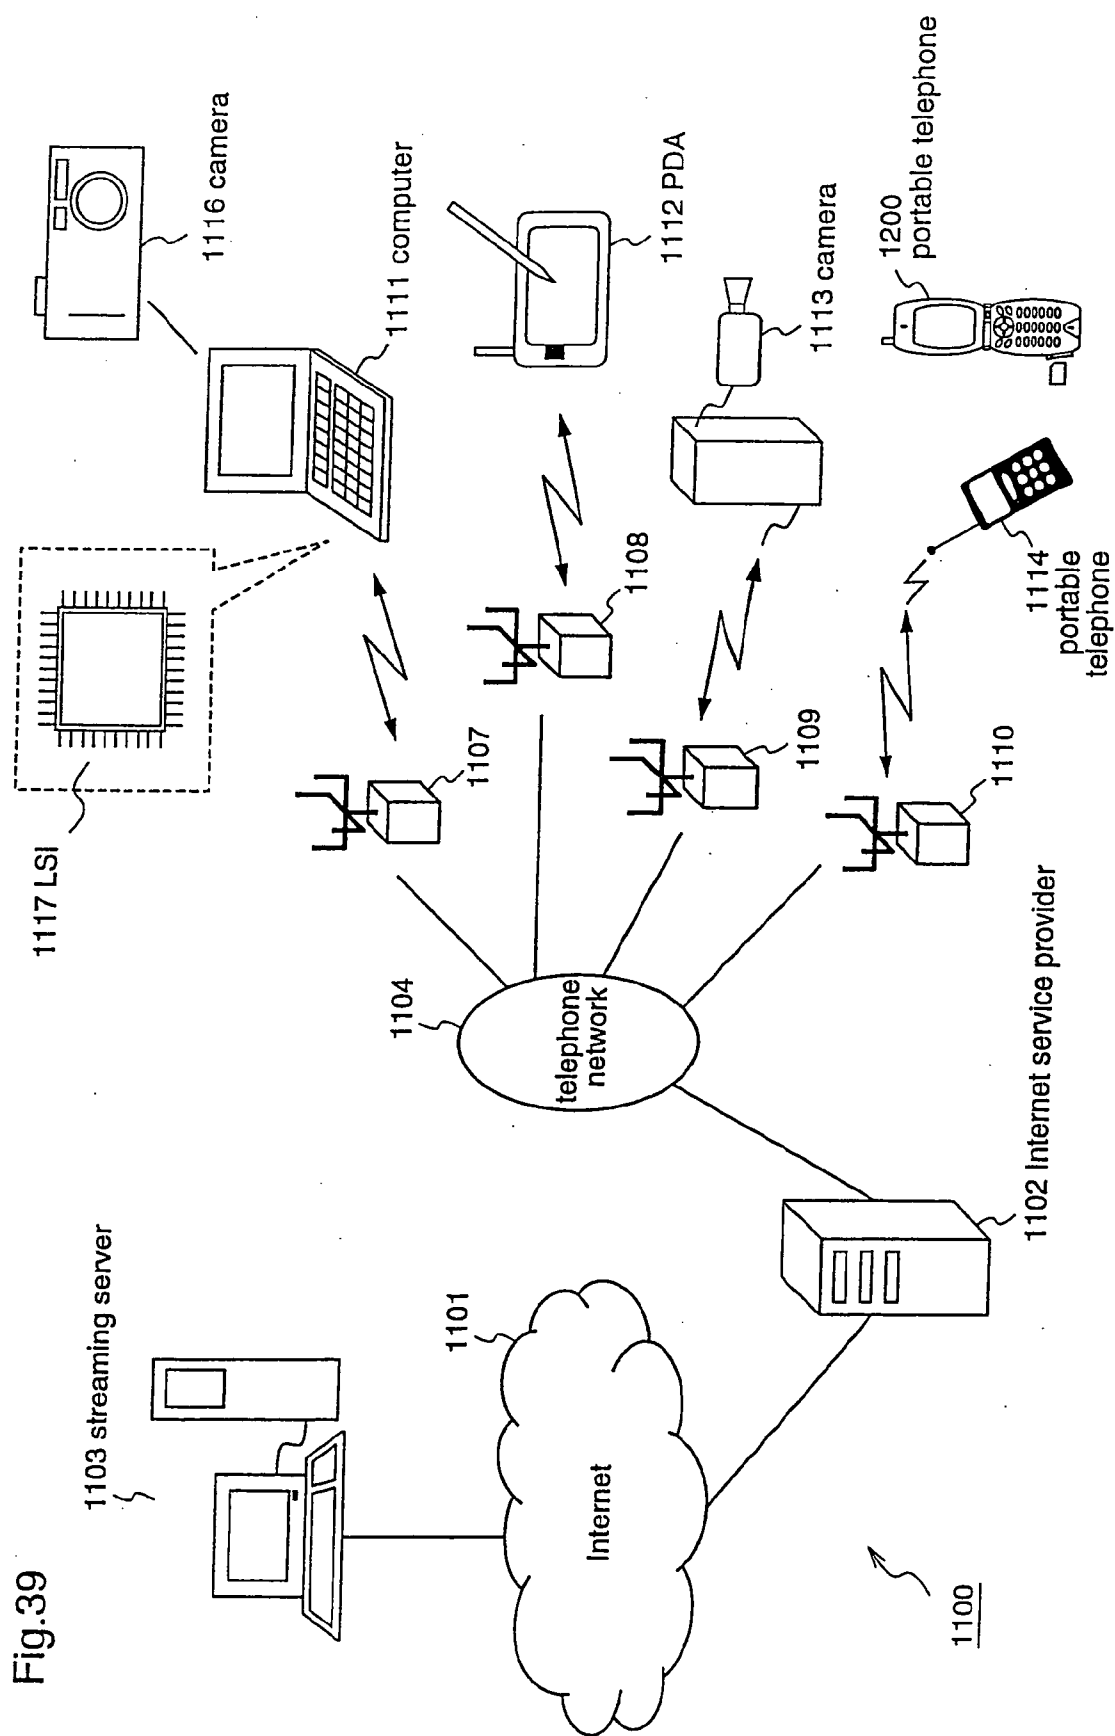 Fig.39
1103 streaming server
1117 LSI
1116 camera
1111 computer
1107
1108
1112 PDA
1101
Internet
1104
telephone
network
1109
1113 camera
1110
1114
portable
telephone
1200
portable telephone
1102 Internet service provider
1100